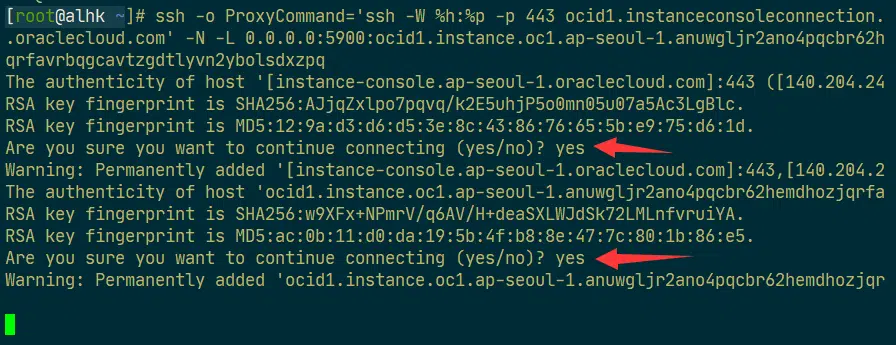 [root@alhk ~]# ssh -o ProxyCommand='ssh -W %h:%p -p 443 ocid1.instanceconsoleconnection.
.oraclecloud.com' -N -L 0.0.0.0:5900:ocid1.instance.oc1.ap-seoul-1.anuwgljr2ano4pqcbr62h
qrfavrbqgcavtzgdtlyvn2ybolsdxzpq
The authenticity of host '[instance-console.ap-seoul-1.oraclecloud.com]:443 ([140.204.24
RSA key fingerprint is SHA256:AJjqZxlpo7pqvq/k2E5uhjP5o0mn05u07a5Ac3LgBlc.
RSA key fingerprint is MD5:12:9a:d3:d6:d5:3e:8c:43:86:76:65:5b:e9:75:d6:1d.
Are you sure you want to continue connecting (yes/no)? yes
Warning: Permanently added '[instance-console.ap-seoul-1.oraclecloud.com]:443,[140.204.2
The authenticity of host 'ocid1.instance.oc1.ap-seoul-1.anuwgljr2ano4pqcbr62hemdhozjqrfa
RSA key fingerprint is SHA256:w9XFx+NPmrV/q6AV/H+deaSXLWJdSk72LMLnfvruiYA.
RSA key fingerprint is MD5:ac:0b:11:d0:da:19:5b:4f:b8:8e:47:7c:80:1b:86:e5.
Are you sure you want to continue connecting (yes/no)? yes
Warning: Permanently added 'ocid1.instance.oc1.ap-seoul-1.anuwgljr2ano4pqcbr62hemdhozjqr